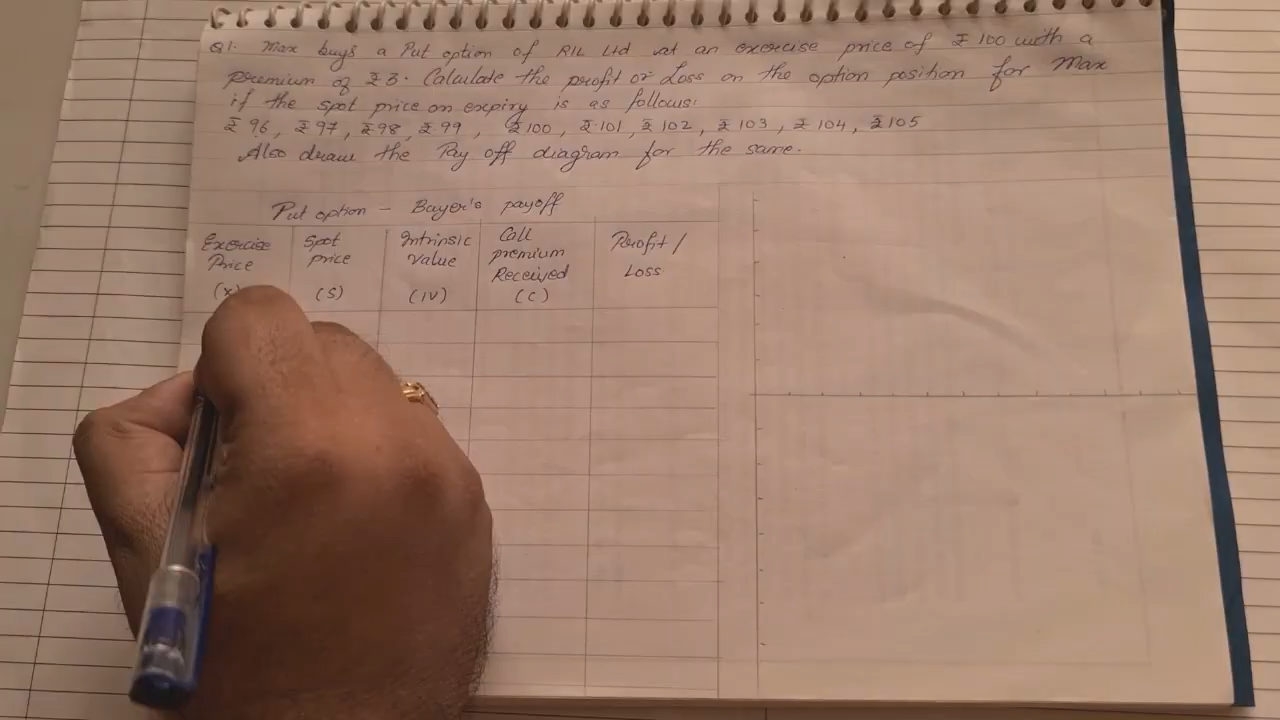 Q1. Max buys a Put option of RIL Ltd at an exercise price of ₹ 100 with a
premium of ₹ 3. Calculate the profit or Loss on the option position for Max
if the spot price on expiry is as follows:
₹ 96, ₹ 97, ₹ 98, ₹ 99, ₹ 100, ₹ 101, ₹ 102, ₹ 103, ₹ 104, ₹ 105
Also draw the Pay off diagram for the same.
Put option - Buyer's payoff
Exercise Price (X)
Spot price (S)
Intrinsic Value (IV)
Call premium Received (C)
Profit / Loss